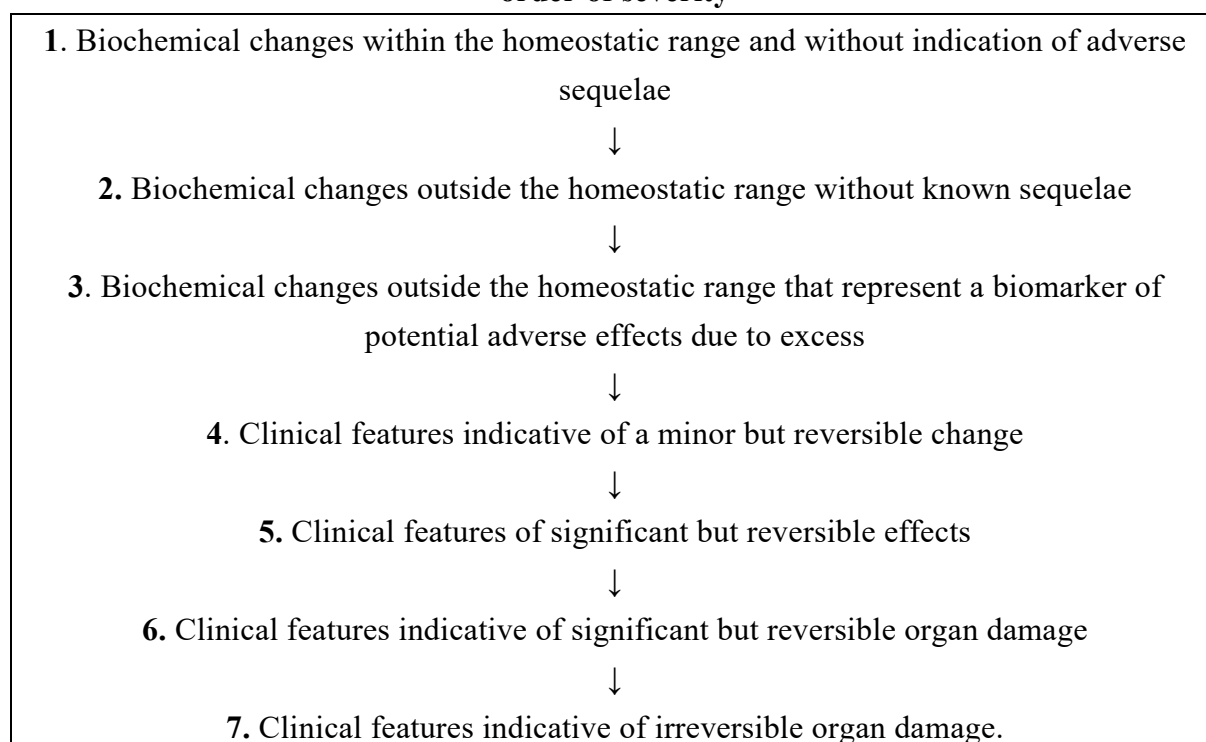 order of severity
1. Biochemical changes within the homeostatic range and without indication of adverse
sequelae
↓
2. Biochemical changes outside the homeostatic range without known sequelae
↓
3. Biochemical changes outside the homeostatic range that represent a biomarker of
potential adverse effects due to excess
↓
4. Clinical features indicative of a minor but reversible change
↓
5. Clinical features of significant but reversible effects
↓
6. Clinical features indicative of significant but reversible organ damage
↓
7. Clinical features indicative of irreversible organ damage.